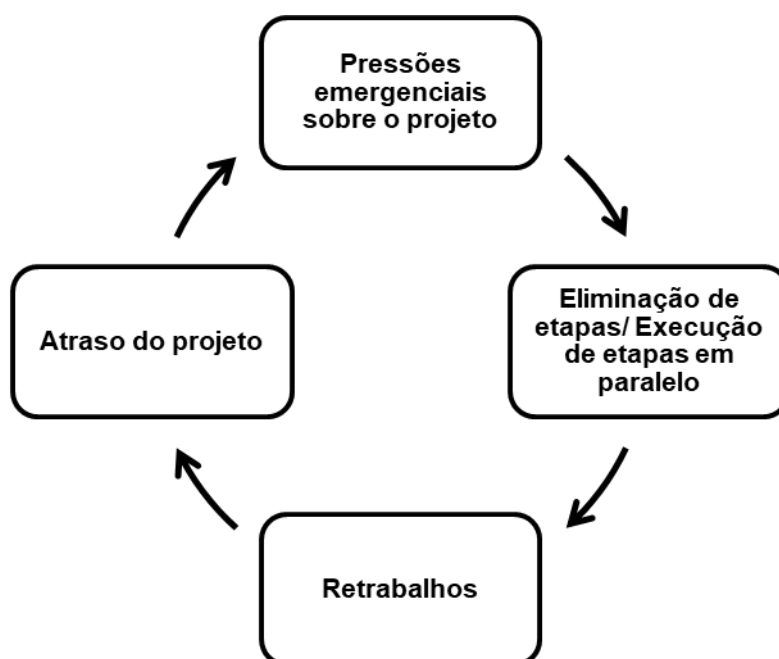 Pressões
emergenciais
sobre o projeto
Eliminação de
etapas/ Execução
de etapas em
paralelo
Retrabalhos
Atraso do projeto